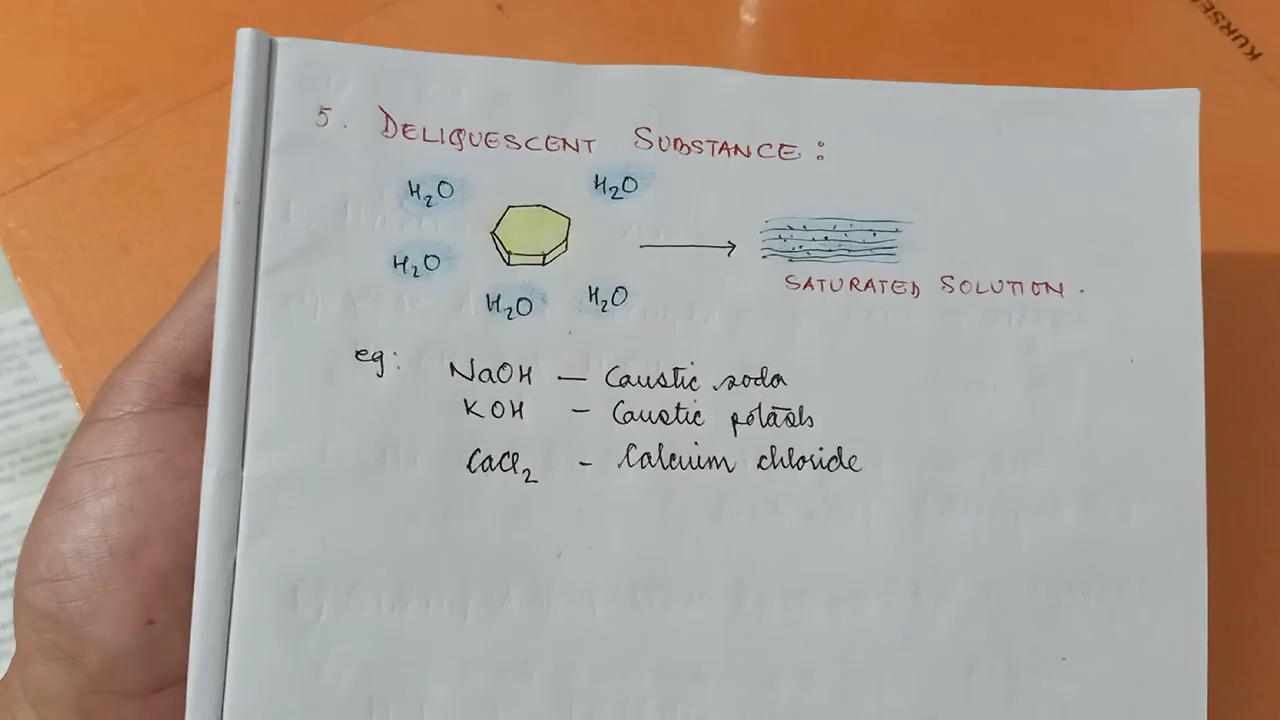 KURSE
5. DELIQUESCENT SUBSTANCE:
H₂O H₂O
H₂O
H₂O H₂O
SATURATED SOLUTION.
eg: NaOH — Caustic soda
KOH - Caustic potash
CaCl₂ - Calcium chloride